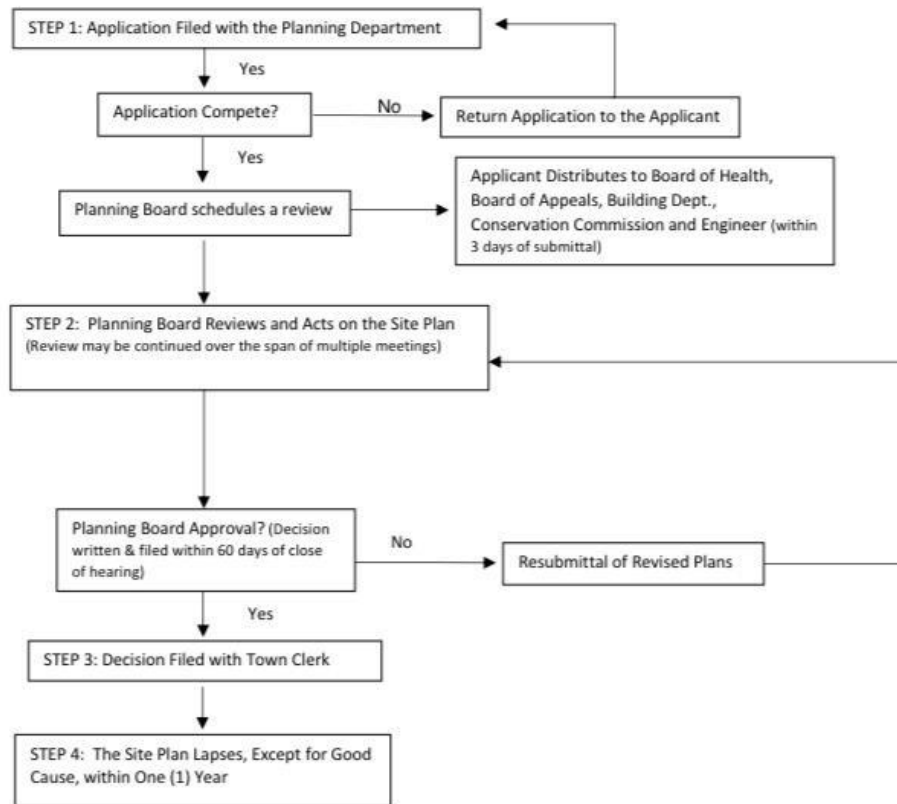 STEP 1: Application Filed with the Planning Department
Yes
Application Compete?
No
Return Application to the Applicant
Yes
Planning Board schedules a review
Applicant Distributes to Board of Health,
Board of Appeals, Building Dept.,
Conservation Commission and Engineer (within
3 days of submittal)
STEP 2: Planning Board Reviews and Acts on the Site Plan
(Review may be continued over the span of multiple meetings)
Planning Board Approval? (Decision
written & filed within 60 days of close
of hearing)
No
Resubmittal of Revised Plans
Yes
STEP 3: Decision Filed with Town Clerk
STEP 4: The Site Plan Lapses, Except for Good
Cause, within One (1) Year